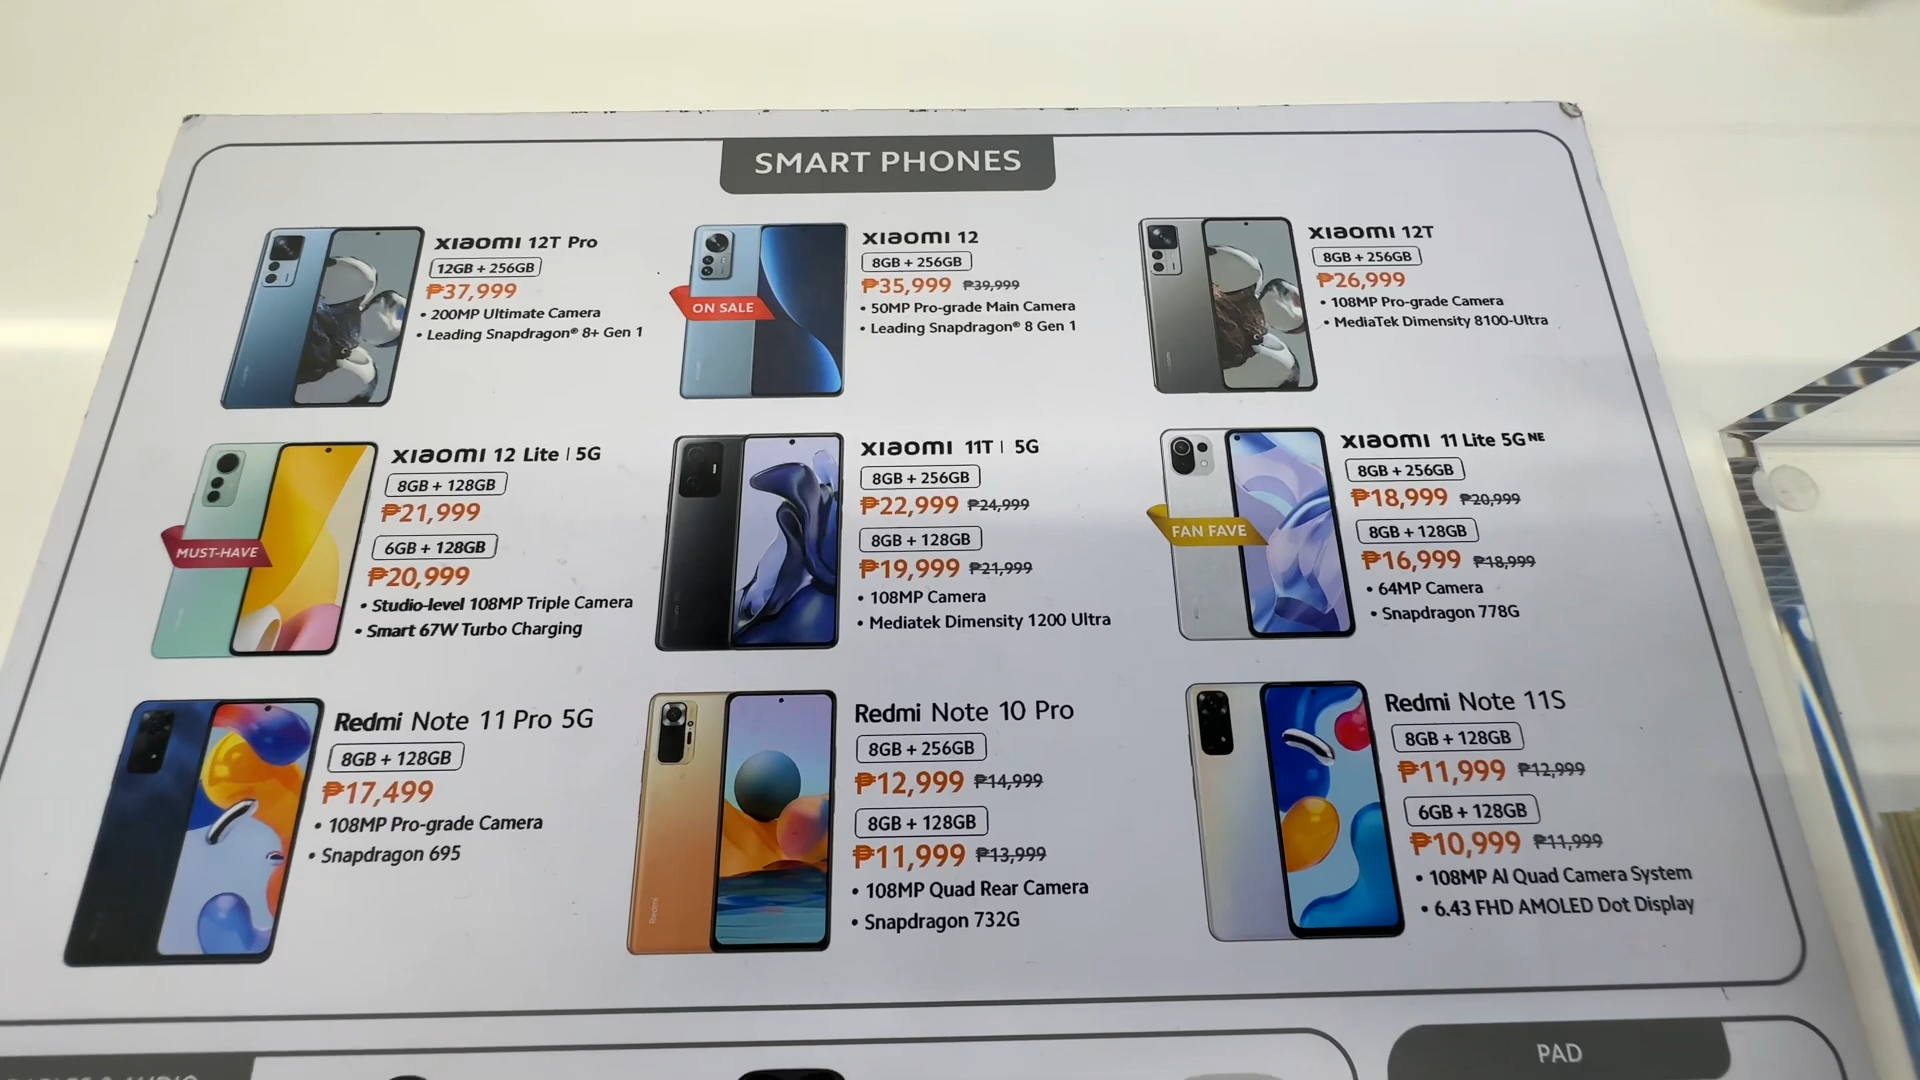 SMART PHONES
xiaomi 12T Pro
12GB + 256GB
₱37,999
• 200MP Ultimate Camera
• Leading Snapdragon® 8+ Gen 1
xiaomi 12
8GB + 256GB
₱35,999 ₱39,999
• 50MP Pro-grade Main Camera
• Leading Snapdragon® 8 Gen 1
ON SALE
xiaomi 12T
8GB + 256GB
₱26,999
• 108MP Pro-grade Camera
• MediaTek Dimensity 8100-Ultra
xiaomi 12 Lite | 5G
8GB + 128GB
₱21,999
6GB + 128GB
₱20,999
• Studio-level 108MP Triple Camera
• Smart 67W Turbo Charging
MUST-HAVE
xiaomi 11T | 5G
8GB + 256GB
₱22,999 ₱24,999
8GB + 128GB
₱19,999 ₱21,999
• 108MP Camera
• Mediatek Dimensity 1200 Ultra
xiaomi 11 Lite 5G NE
8GB + 256GB
₱18,999 ₱20,999
8GB + 128GB
₱16,999 ₱18,999
• 64MP Camera
• Snapdragon 778G
FAN FAVE
Redmi Note 11 Pro 5G
8GB + 128GB
₱17,499
• 108MP Pro-grade Camera
• Snapdragon 695
Redmi Note 10 Pro
8GB + 256GB
₱12,999 ₱14,999
8GB + 128GB
₱11,999 ₱13,999
• 108MP Quad Rear Camera
• Snapdragon 732G
Redmi
Redmi Note 11S
8GB + 128GB
₱11,999 ₱12,999
6GB + 128GB
₱10,999 ₱11,999
• 108MP AI Quad Camera System
• 6.43 FHD AMOLED Dot Display
PAD